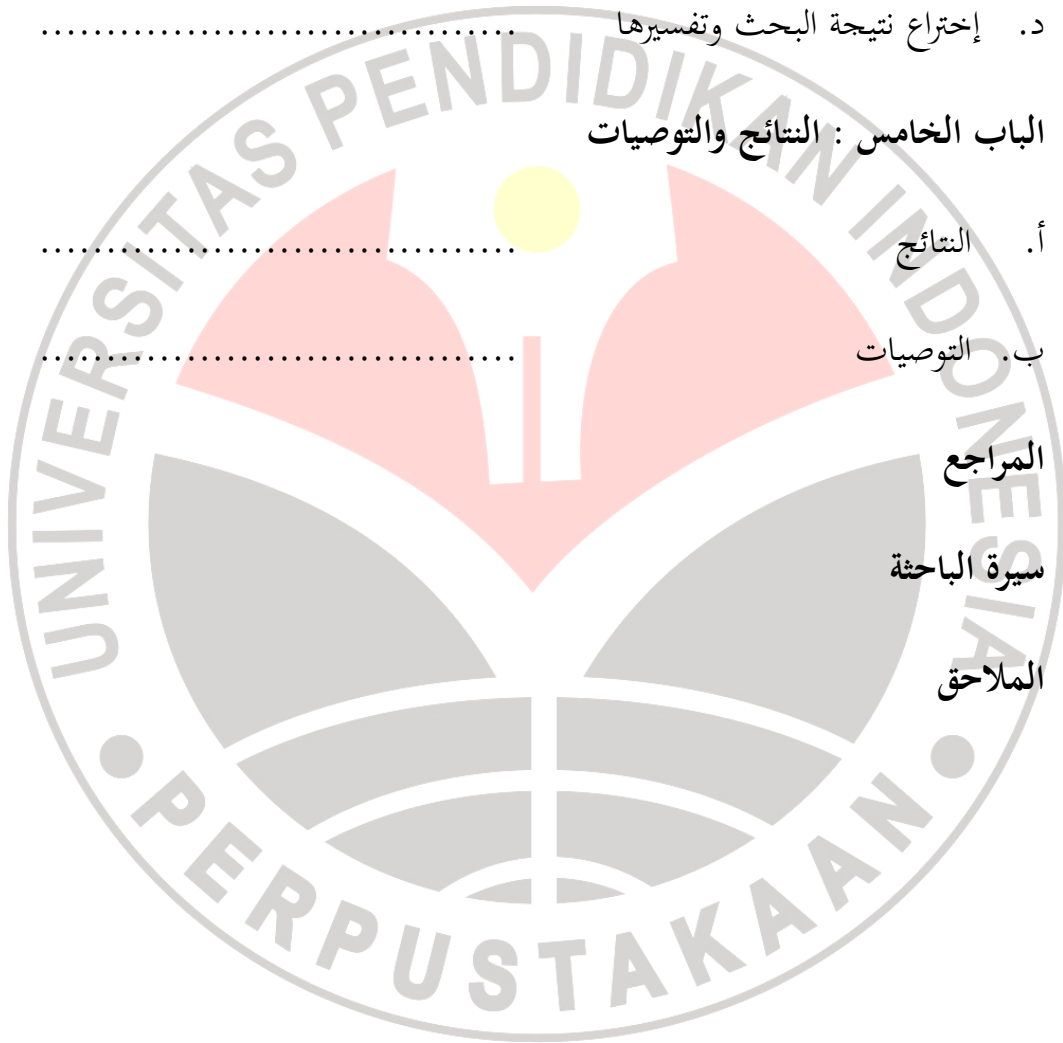 د. إختراع نتيجة البحث وتفسيرها ....................................
الباب الخامس : النتائج والتوصيات
أ. النتائج ....................................
ب. التوصيات ....................................
المراجع
سيرة الباحثة
الملاحق
UNIVERSITAS PENDIDIKAN INDONESIA
PERPUSTAKAAN